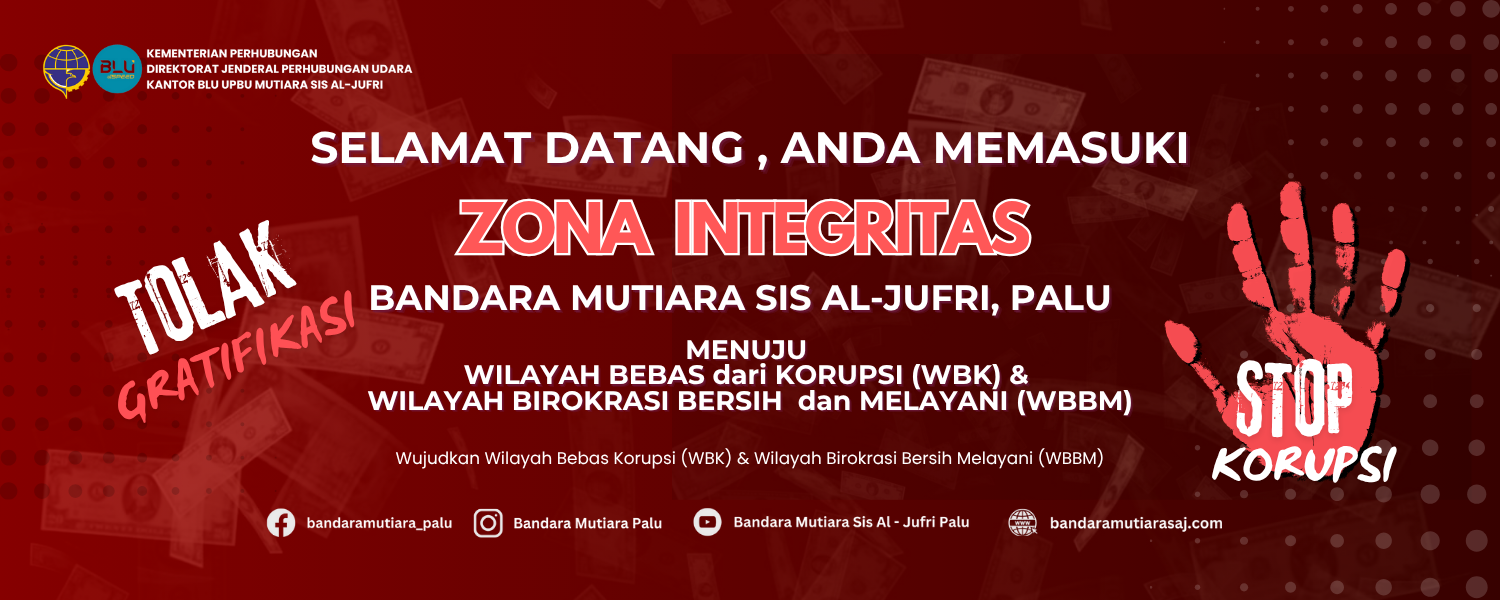 BLU
SPEED
KEMENTERIAN PERHUBUNGAN
DIREKTORAT JENDERAL PERHUBUNGAN UDARA
KANTOR BLU UPBU MUTIARA SIS AL-JUFRI
SELAMAT DATANG , ANDA MEMASUKI
ZONA INTEGRITAS
BANDARA MUTIARA SIS AL-JUFRI, PALU
TOLAK
GRATIFIKASI
MENUJU
WILAYAH BEBAS dari KORUPSI (WBK) &
WILAYAH BIROKRASI BERSIH dan MELAYANI (WBBM)
STOP
KORUPSI
Wujudkan Wilayah Bebas Korupsi (WBK) & Wilayah Birokrasi Bersih Melayani (WBBM)
bandaramutiara_palu
Bandara Mutiara Palu
Bandara Mutiara Sis Al - Jufri Palu
WWW
bandaramutiarasaj.com